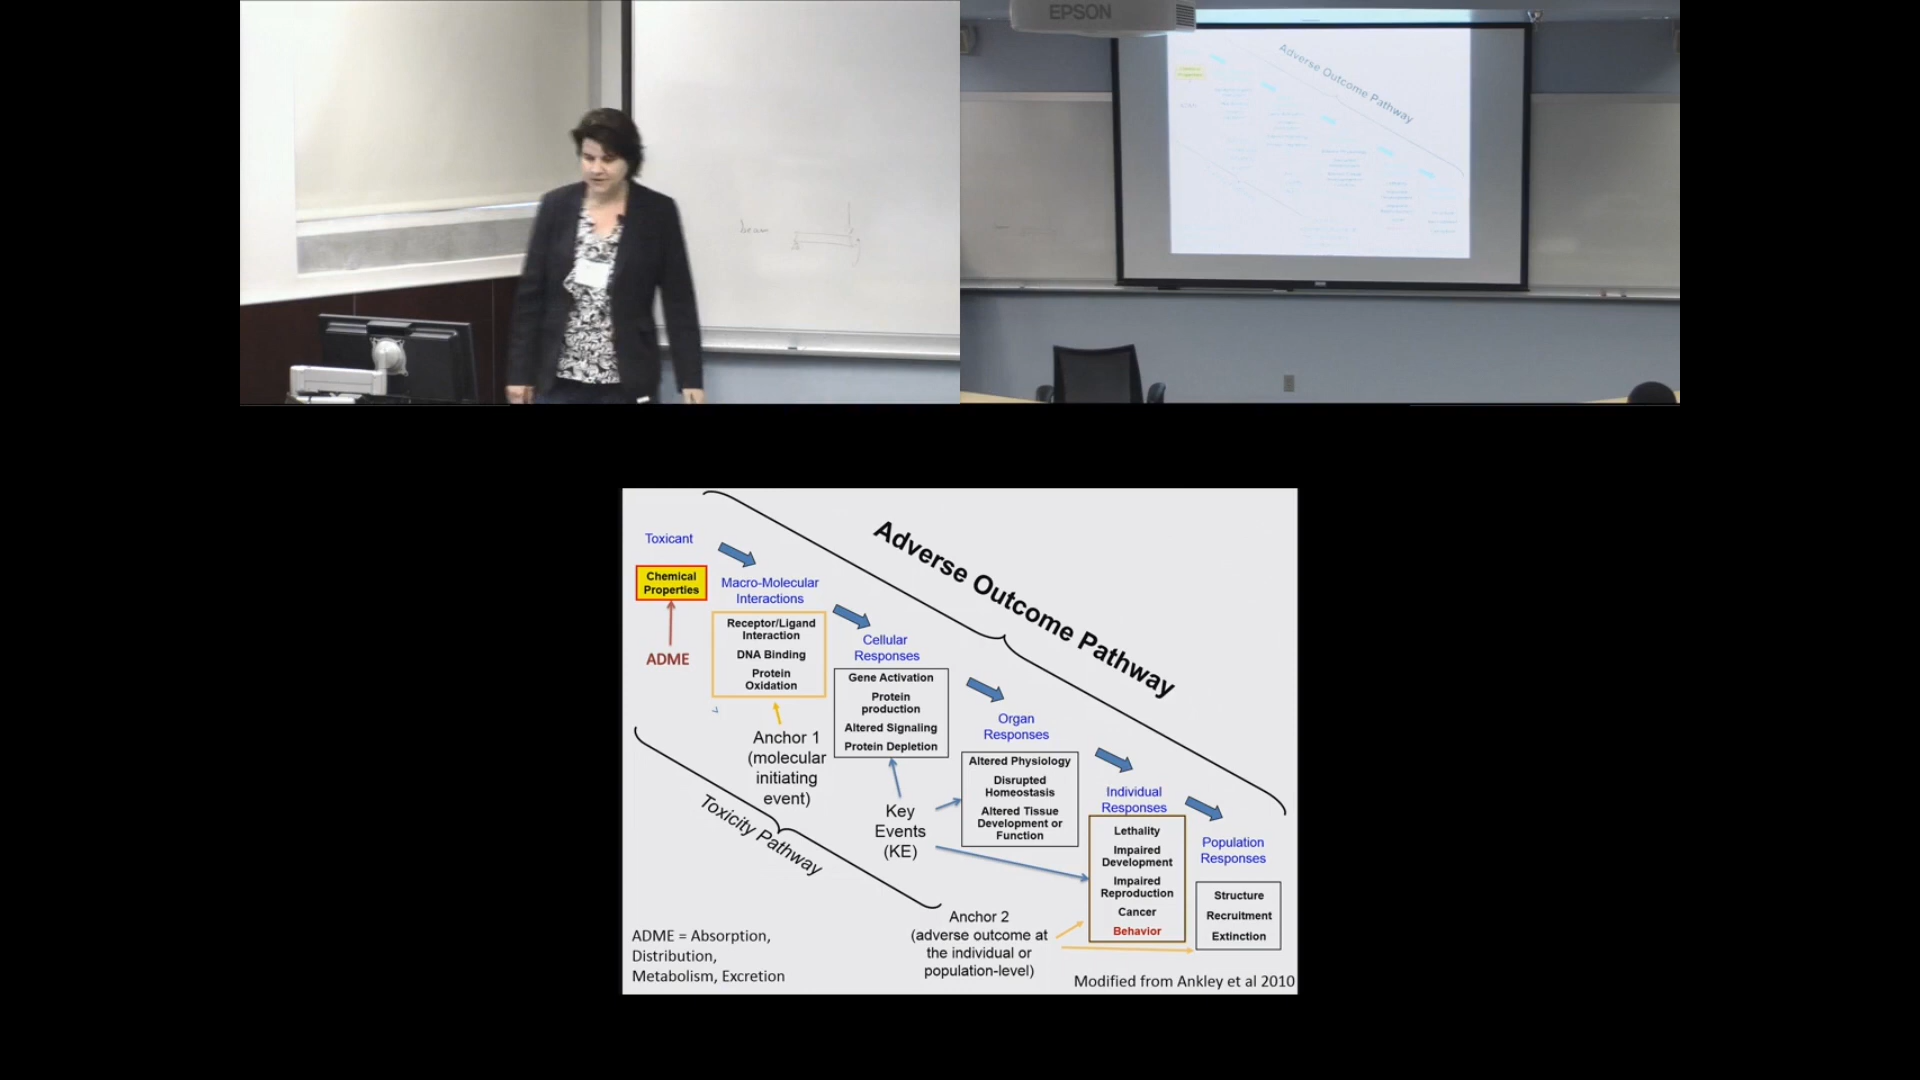 EPSON
Adverse Outcome Pathway
beam
Adverse Outcome Pathway
Toxicant
Chemical
Properties
ADME
Macro-Molecular
Interactions
Receptor/Ligand
Interaction
DNA Binding
Protein
Oxidation
Anchor 1
(molecular
initiating
event)
Toxicity Pathway
Cellular
Responses
Gene Activation
Protein
production
Altered Signaling
Protein Depletion
Key
Events
(KE)
Organ
Responses
Altered Physiology
Disrupted
Homeostasis
Altered Tissue
Development or
Function
Individual
Responses
Lethality
Impaired
Development
Impaired
Reproduction
Cancer
Behavior
Population
Responses
Structure
Recruitment
Extinction
Anchor 2
(adverse outcome at
the individual or
population-level)
ADME = Absorption,
Distribution,
Metabolism, Excretion
Modified from Ankley et al 2010